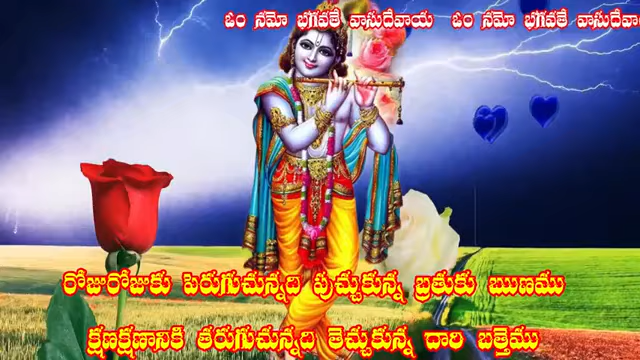 ఓం నమో భగవతే వాసుదేవాయ ఓం నమో భగవతే వాసుదేవా
రోజురోజుకు పెరుగుచున్నది పుచ్చుకున్న బ్రతుకు ఋణము
క్షణక్షణానికి తరుగుచున్నది తెచ్చుకున్న దారి బత్తెము